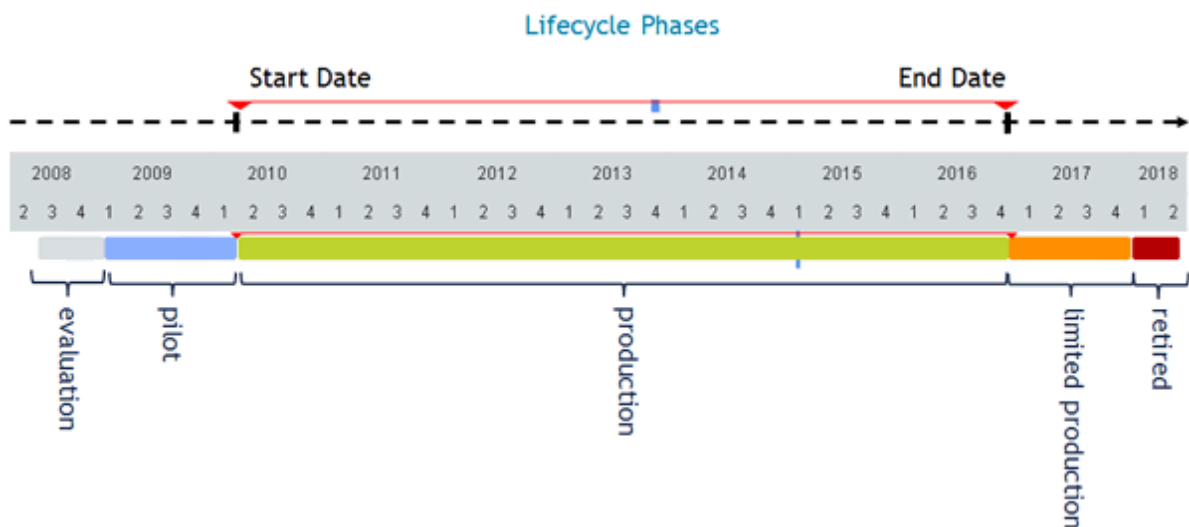 Lifecycle Phases
Start Date End Date
2008 2009 2010 2011 2012 2013 2014 2015 2016 2017 2018
2 3 4 1 2 3 4 1 2 3 4 1 2 3 4 1 2 3 4 1 2 3 4 1 2 3 4 1 2 3 4 1 2 3 4 1 2 3 4 1 2
evaluation
pilot
production
limited production
retired